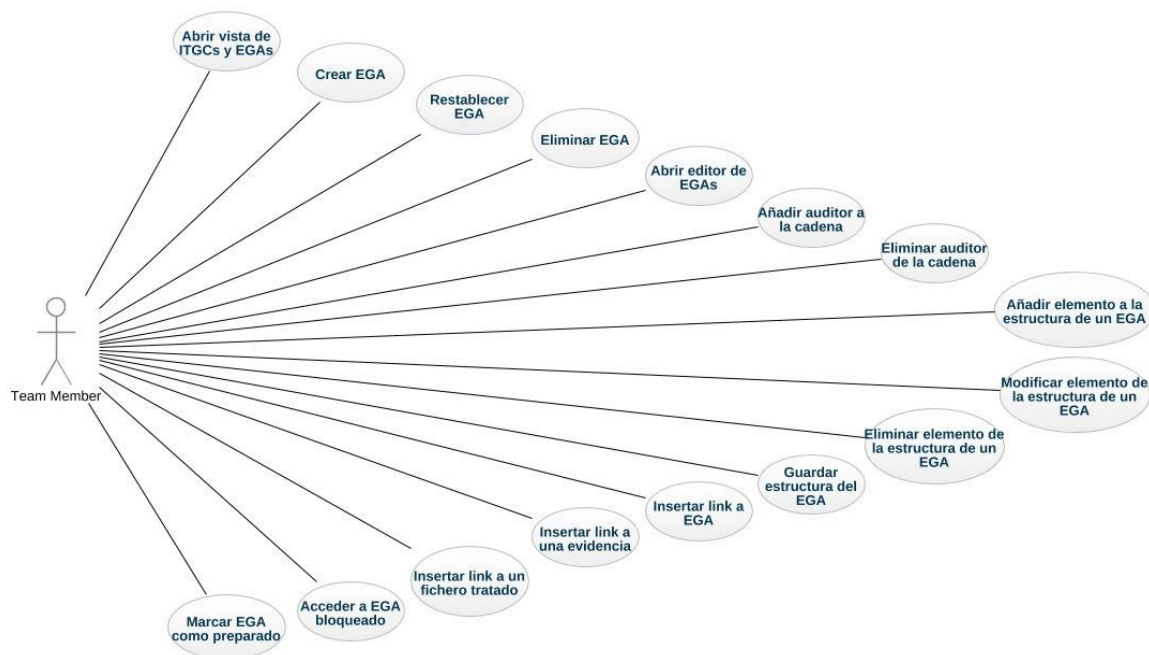 Abrir vista de
ITGCs y EGAs
Crear EGA
Restablecer
EGA
Eliminar EGA
Abrir editor de
EGAs
Añadir auditor a
la cadena
Eliminar auditor
de la cadena
Añadir elemento a la
estructura de un EGA
Team Member
Modificar elemento de
la estructura de un
EGA
Eliminar elemento de
la estructura de un
EGA
Guardar
estructura del
EGA
Insertar link a
EGA
Insertar link a
una evidencia
Insertar link a un
fichero tratado
Acceder a EGA
bloqueado
Marcar EGA
como preparado